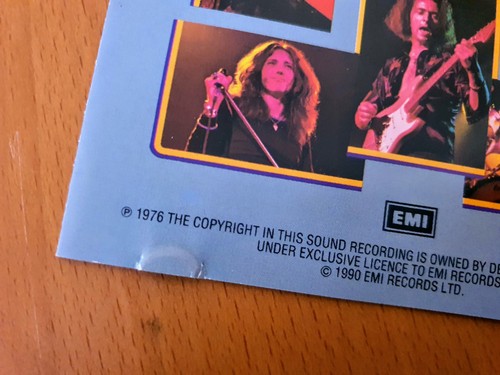 EMI
℗ 1976 THE COPYRIGHT IN THIS SOUND RECORDING IS OWNED BY
UNDER EXCLUSIVE LICENCE TO EMI RECORDS
© 1990 EMI RECORDS LTD.